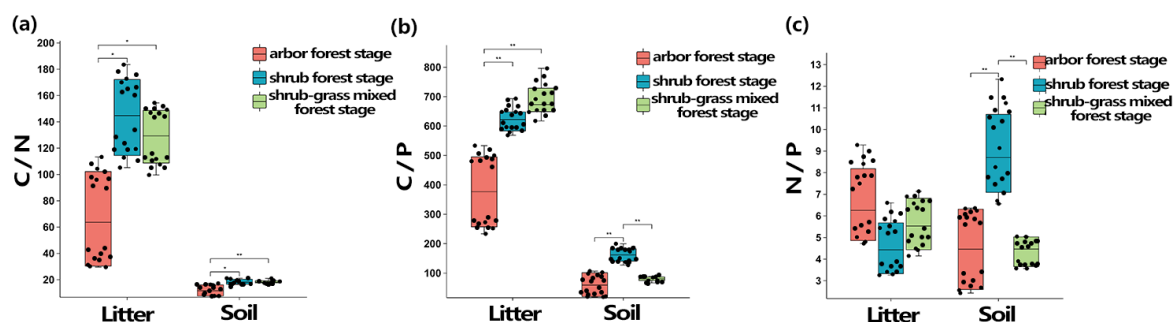 (a)
C/N
200
180
160
140
120
100
80
60
40
20
*
*
*
**
arbor forest stage
shrub forest stage
shrub-grass mixed
forest stage
Litter
Soil
(b)
C/P
800
700
600
500
400
300
200
100
**
**
**
**
arbor forest stage
shrub forest stage
shrub-grass mixed
forest stage
Litter
Soil
(c)
N/P
13
12
11
10
9
8
7
6
5
4
3
**
**
arbor forest stage
shrub forest stage
shrub-grass mixed
forest stage
Litter
Soil